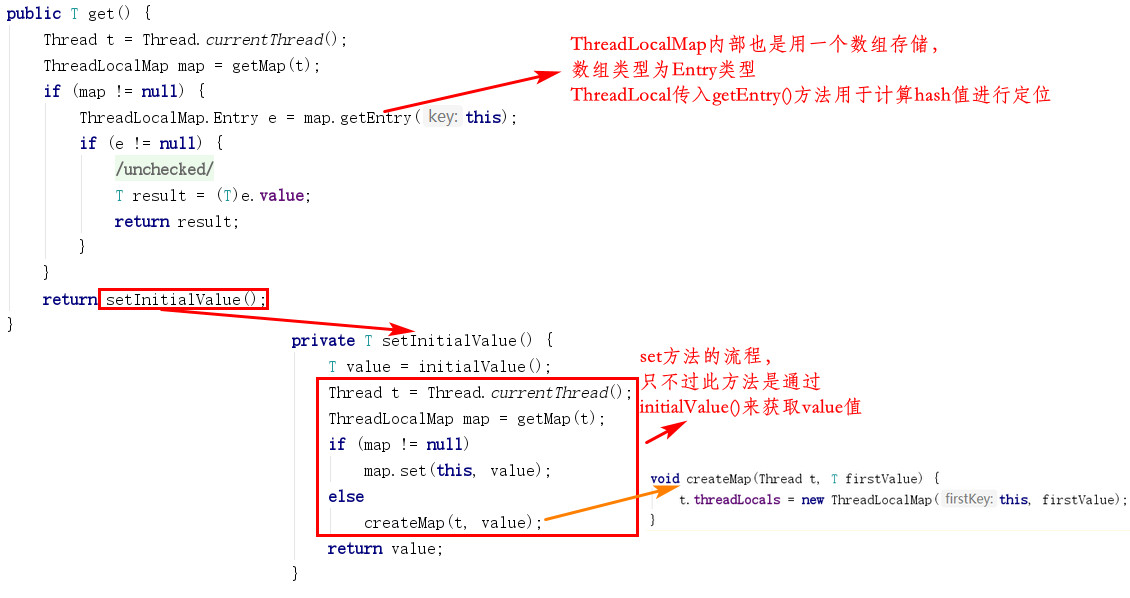 public T get() {
Thread t = Thread.currentThread();
ThreadLocalMap map = getMap(t);
if (map != null) {
ThreadLocalMap.Entry e = map.getEntry( key: this);
if (e != null) {
/unchecked/
T result = (T)e.value;
return result;
}
}
return setInitialValue();
}
ThreadLocalMap内部也是用一个数组存储，
数组类型为Entry类型
ThreadLocal传入getEntry()方法用于计算hash值进行定位
private T setInitialValue() {
T value = initialValue();
Thread t = Thread.currentThread();
ThreadLocalMap map = getMap(t);
if (map != null)
map.set(this, value);
else
createMap(t, value);
return value;
}
set方法的流程，
只不过此方法是通过
initialValue()来获取value值
void createMap(Thread t, T firstValue) {
t.threadLocals = new ThreadLocalMap( firstKey: this, firstValue);
}